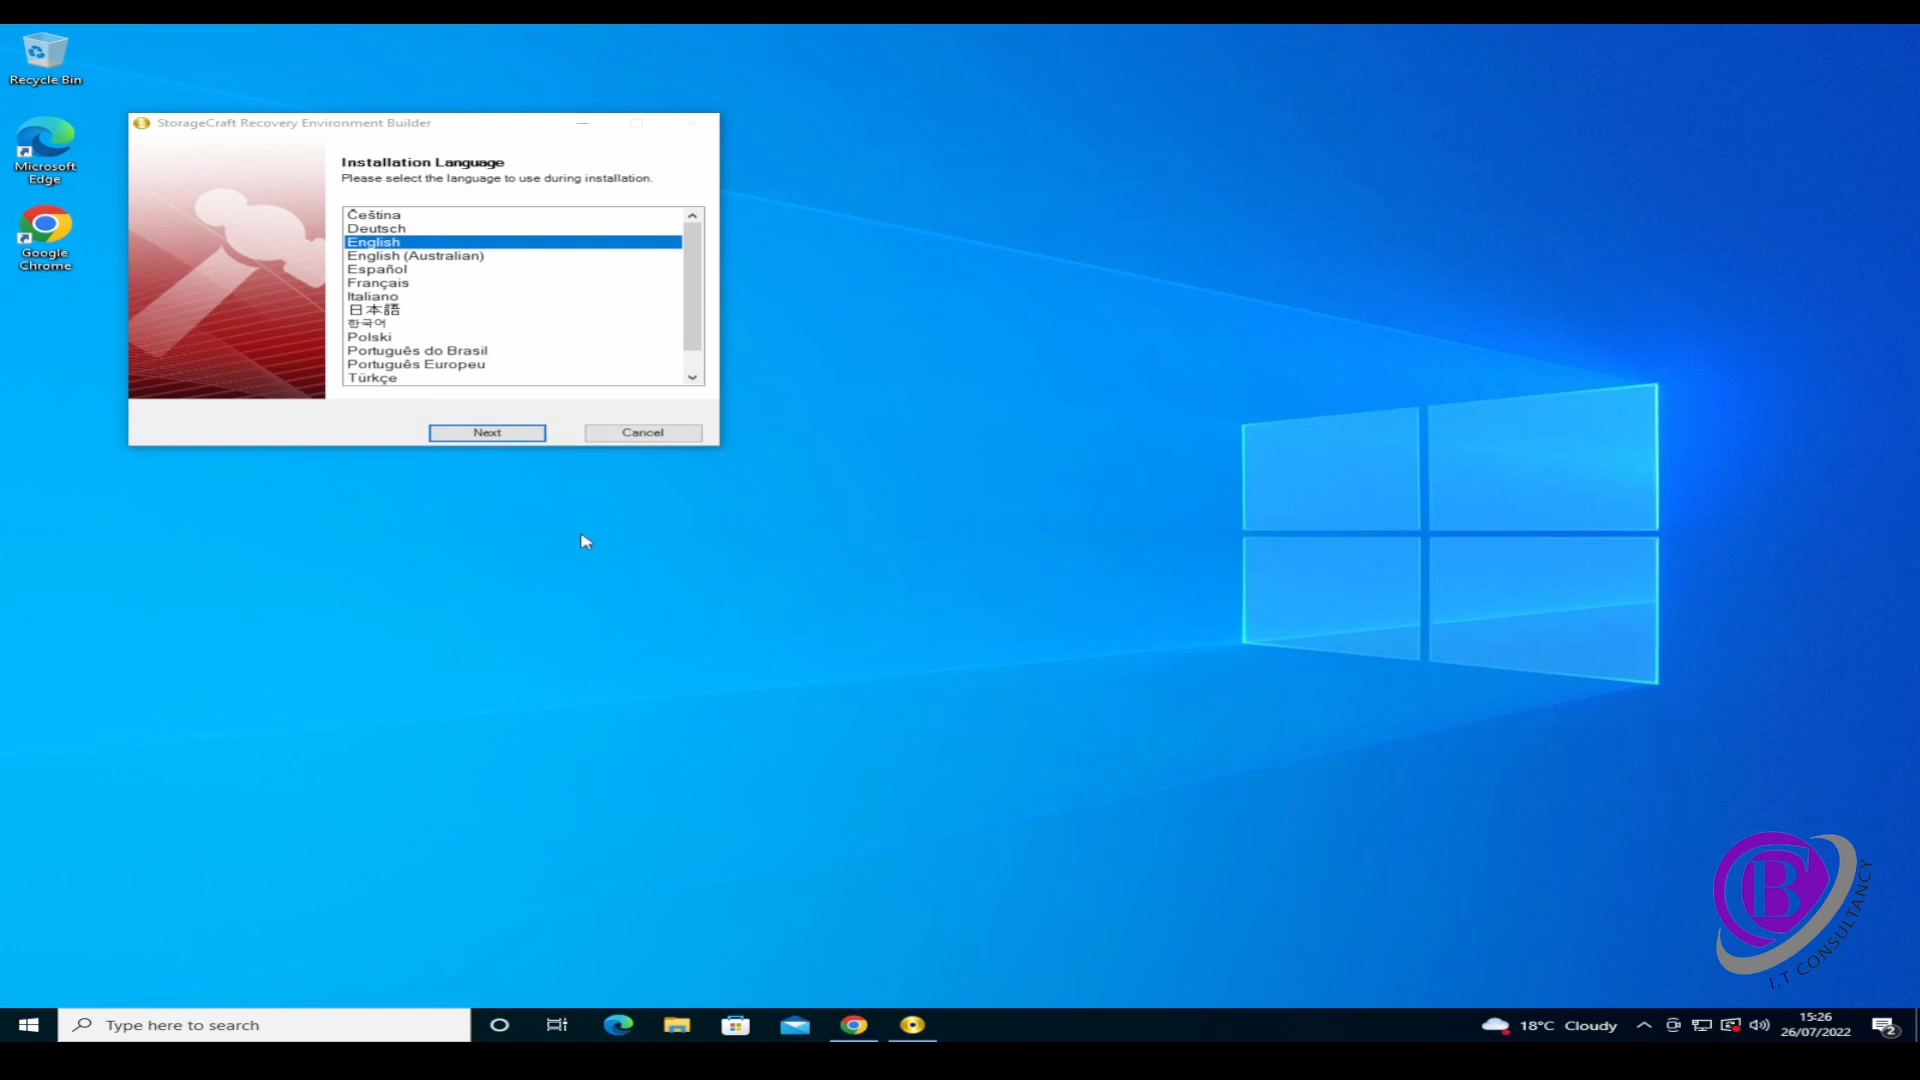 Recycle Bin
Microsoft
Edge
Google
Chrome
StorageCraft Recovery Environment Builder
Installation Language
Please select the language to use during installation.
Čeština
Deutsch
English
English (Australian)
Español
Français
Italiano
日本語
한국어
Polski
Português do Brasil
Português Europeu
Türkçe
Next
Cancel
CB
I.T CONSULTANCY
Type here to search
18°C Cloudy
15:26
26/07/2022
2